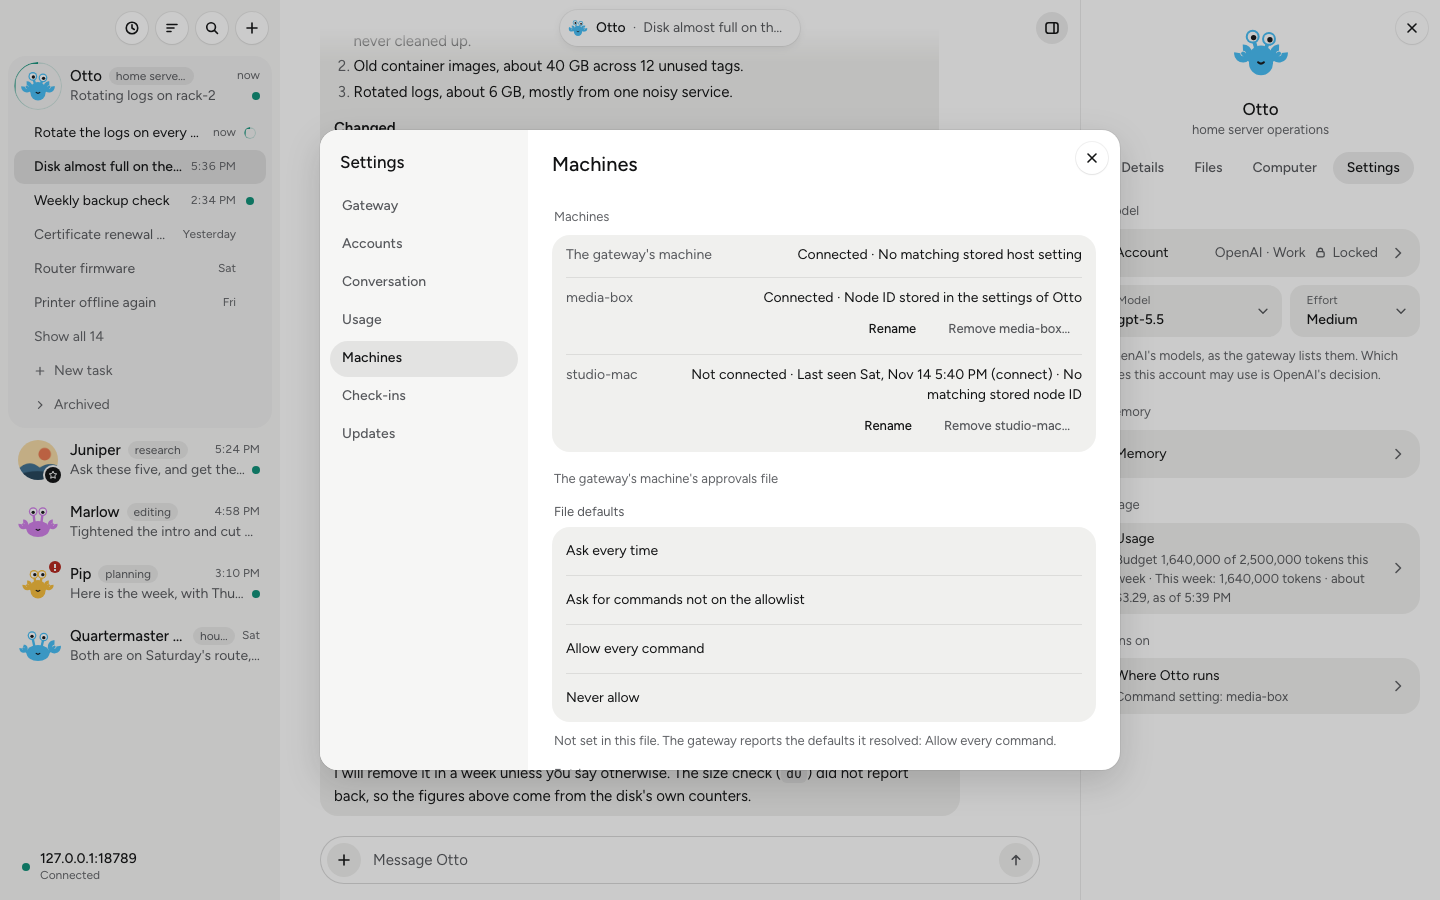 Otto
home serve...
now
Rotating logs on rack-2
Rotate the logs on every ...
now
Disk almost full on the...
5:36 PM
Weekly backup check
2:34 PM
Certificate renewal ...
Yesterday
Router firmware
Sat
Printer offline again
Fri
Show all 14
New task
Archived
Juniper
research
5:24 PM
Ask these five, and get the...
Marlow
editing
4:58 PM
Tightened the intro and cut ...
Pip
planning
3:10 PM
Here is the week, with Thu...
Quartermaster ...
hou...
Sat
Both are on Saturday's route,...
127.0.0.1:18789
Connected
Otto · Disk almost full on th...
never cleaned up.
2. Old container images, about 40 GB across 12 unused tags.
3. Rotated logs, about 6 GB, mostly from one noisy service.
Changed
Settings
Gateway
Accounts
Conversation
Usage
Machines
Check-ins
Updates
Machines
Machines
The gateway's machine
Connected · No matching stored host setting
media-box
Connected · Node ID stored in the settings of Otto
Rename
Remove media-box...
studio-mac
Not connected · Last seen Sat, Nov 14 5:40 PM (connect) · No
matching stored node ID
Rename
Remove studio-mac...
The gateway's machine's approvals file
File defaults
Ask every time
Ask for commands not on the allowlist
Allow every command
Never allow
Not set in this file. The gateway reports the defaults it resolved: Allow every command.
I will remove it in a week unless you say otherwise. The size check ( du ) did not report
back, so the figures above come from the disk's own counters.
Message Otto
Otto
home server operations
Details
Files
Computer
Settings
Account
OpenAI · Work
Locked
Model
gpt-5.5
Effort
Medium
OpenAI's models, as the gateway lists them. Which
this account may use is OpenAI's decision.
Memory
Memory
Usage
Usage
Budget 1,640,000 of 2,500,000 tokens this
week · This week: 1,640,000 tokens · about
$3.29, as of 5:39 PM
on
Where Otto runs
Command setting: media-box